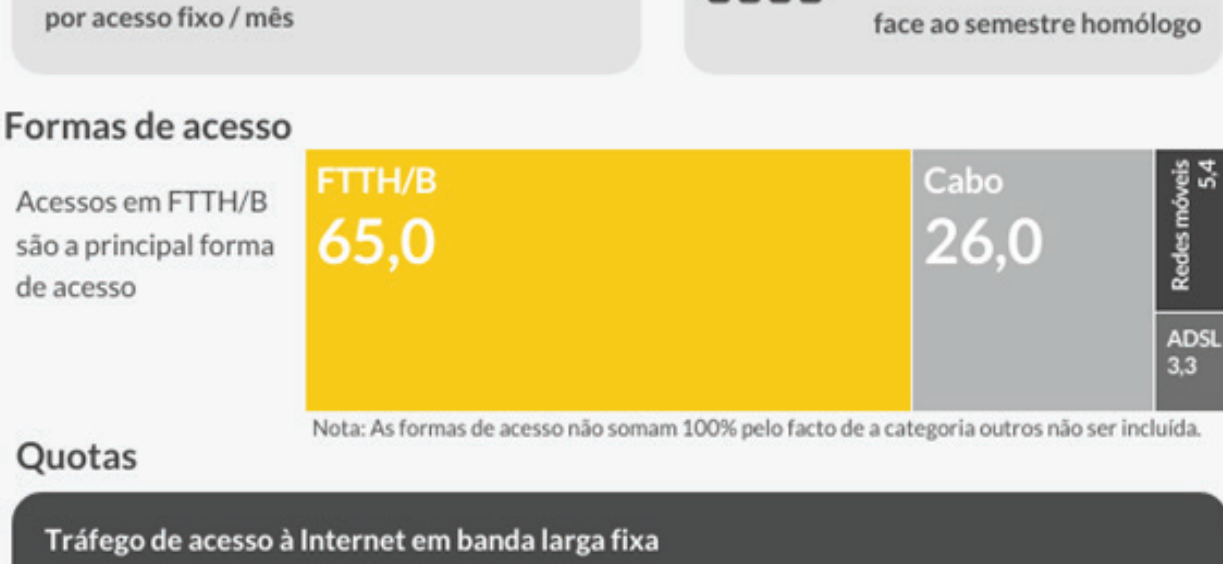 por acesso fixo / mês
face ao semestre homólogo
Formas de acesso
Acessos em FTTH/B
são a principal forma
de acesso
FTTH/B
65,0
Cabo
26,0
Redes móveis
5,4
ADSL
3,3
Nota: As formas de acesso não somam 100% pelo facto de a categoria outros não ser incluída.
Quotas
Tráfego de acesso à Internet em banda larga fixa